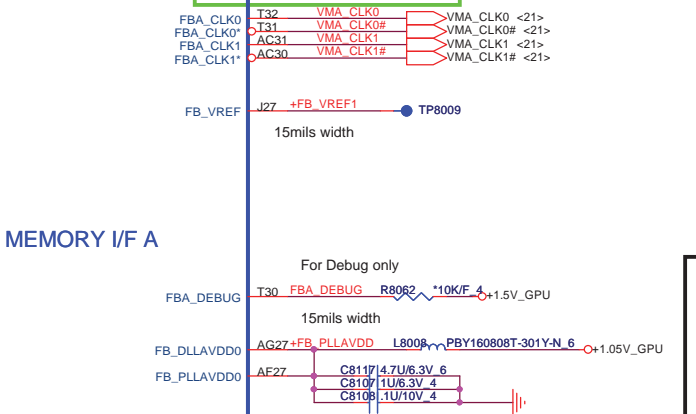 FBA_CLK0 T32 VMA_CLK0 VMA_CLK0 <21>
FBA_CLK0* T31 VMA_CLK0# VMA_CLK0# <21>
FBA_CLK1 AC31 VMA_CLK1 VMA_CLK1 <21>
FBA_CLK1* AC30 VMA_CLK1# VMA_CLK1# <21>
FB_VREF J27 +FB_VREF1 TP8009
15mils width
MEMORY I/F A
For Debug only
FBA_DEBUG T30 FBA_DEBUG R8062 *10K/F_4 +1.5V_GPU
15mils width
FB_DLLAVDD0 AG27 +FB_PLLAVDD L8008 PBY160808T-301Y-N_6 +1.05V_GPU
FB_PLLAVDD0 AF27 C8117 4.7U/6.3V_6
C8107 1U/6.3V_4
C8108 .1U/10V_4